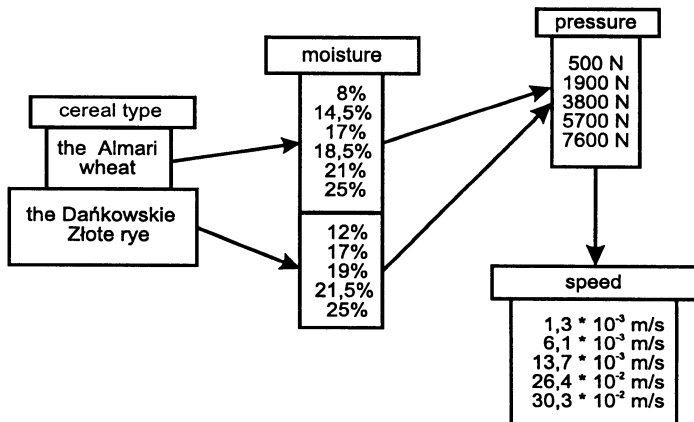 cereal type
the Almari
wheat
the Dańkowskie
Złote rye
moisture
8%
14,5%
17%
18,5%
21%
25%
12%
17%
19%
21,5%
25%
pressure
500 N
1900 N
3800 N
5700 N
7600 N
speed
1,3 * 10⁻³ m/s
6,1 * 10⁻³ m/s
13,7 * 10⁻³ m/s
26,4 * 10⁻² m/s
30,3 * 10⁻² m/s